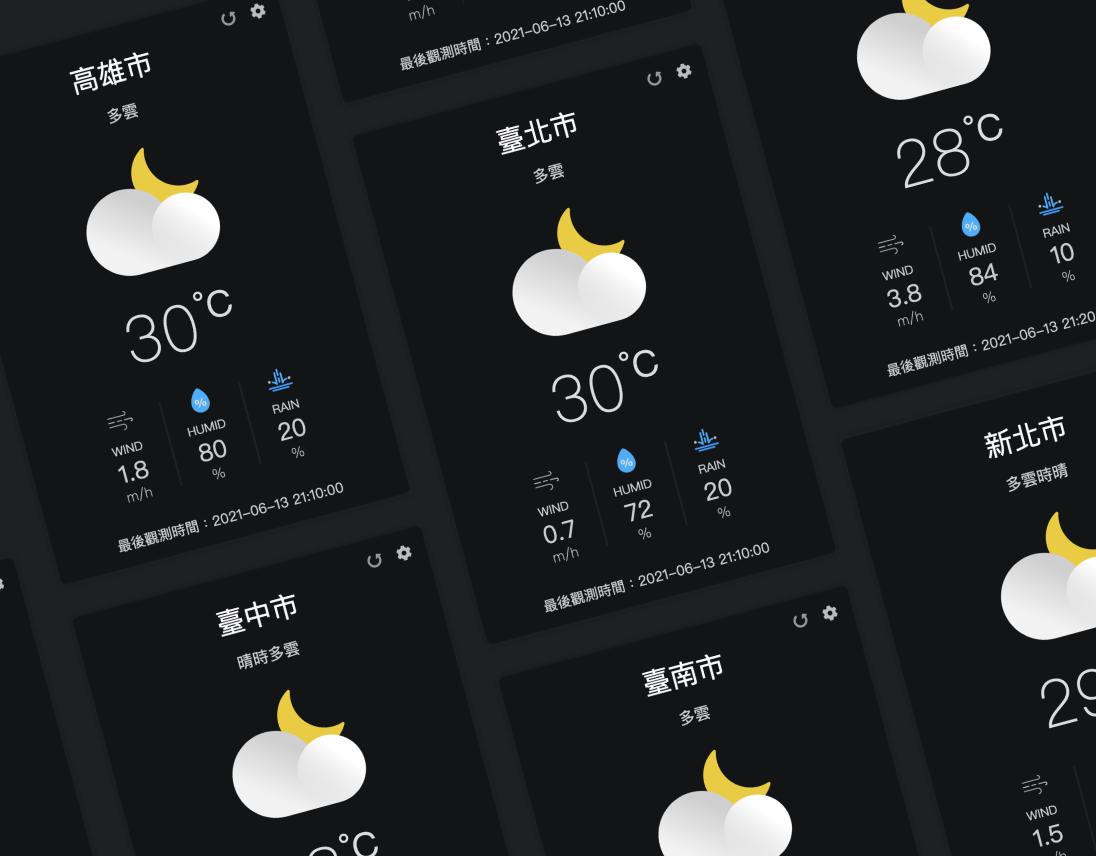 m/h
最後觀測時間：2021-06-13 21:10:00
高雄市
多雲
30°C
WIND
1.8
m/h
%
HUMID
80
%
RAIN
20
%
最後觀測時間：2021-06-13 21:10:00
臺北市
多雲
30°C
WIND
0.7
m/h
%
HUMID
72
%
RAIN
20
%
最後觀測時間：2021-06-13 21:10:00
28°C
WIND
3.8
m/h
%
HUMID
84
%
RAIN
10
%
最後觀測時間：2021-06-13 21:20
臺中市
晴時多雲
°C
臺南市
多雲
新北市
多雲時晴
29
WIND
1.5